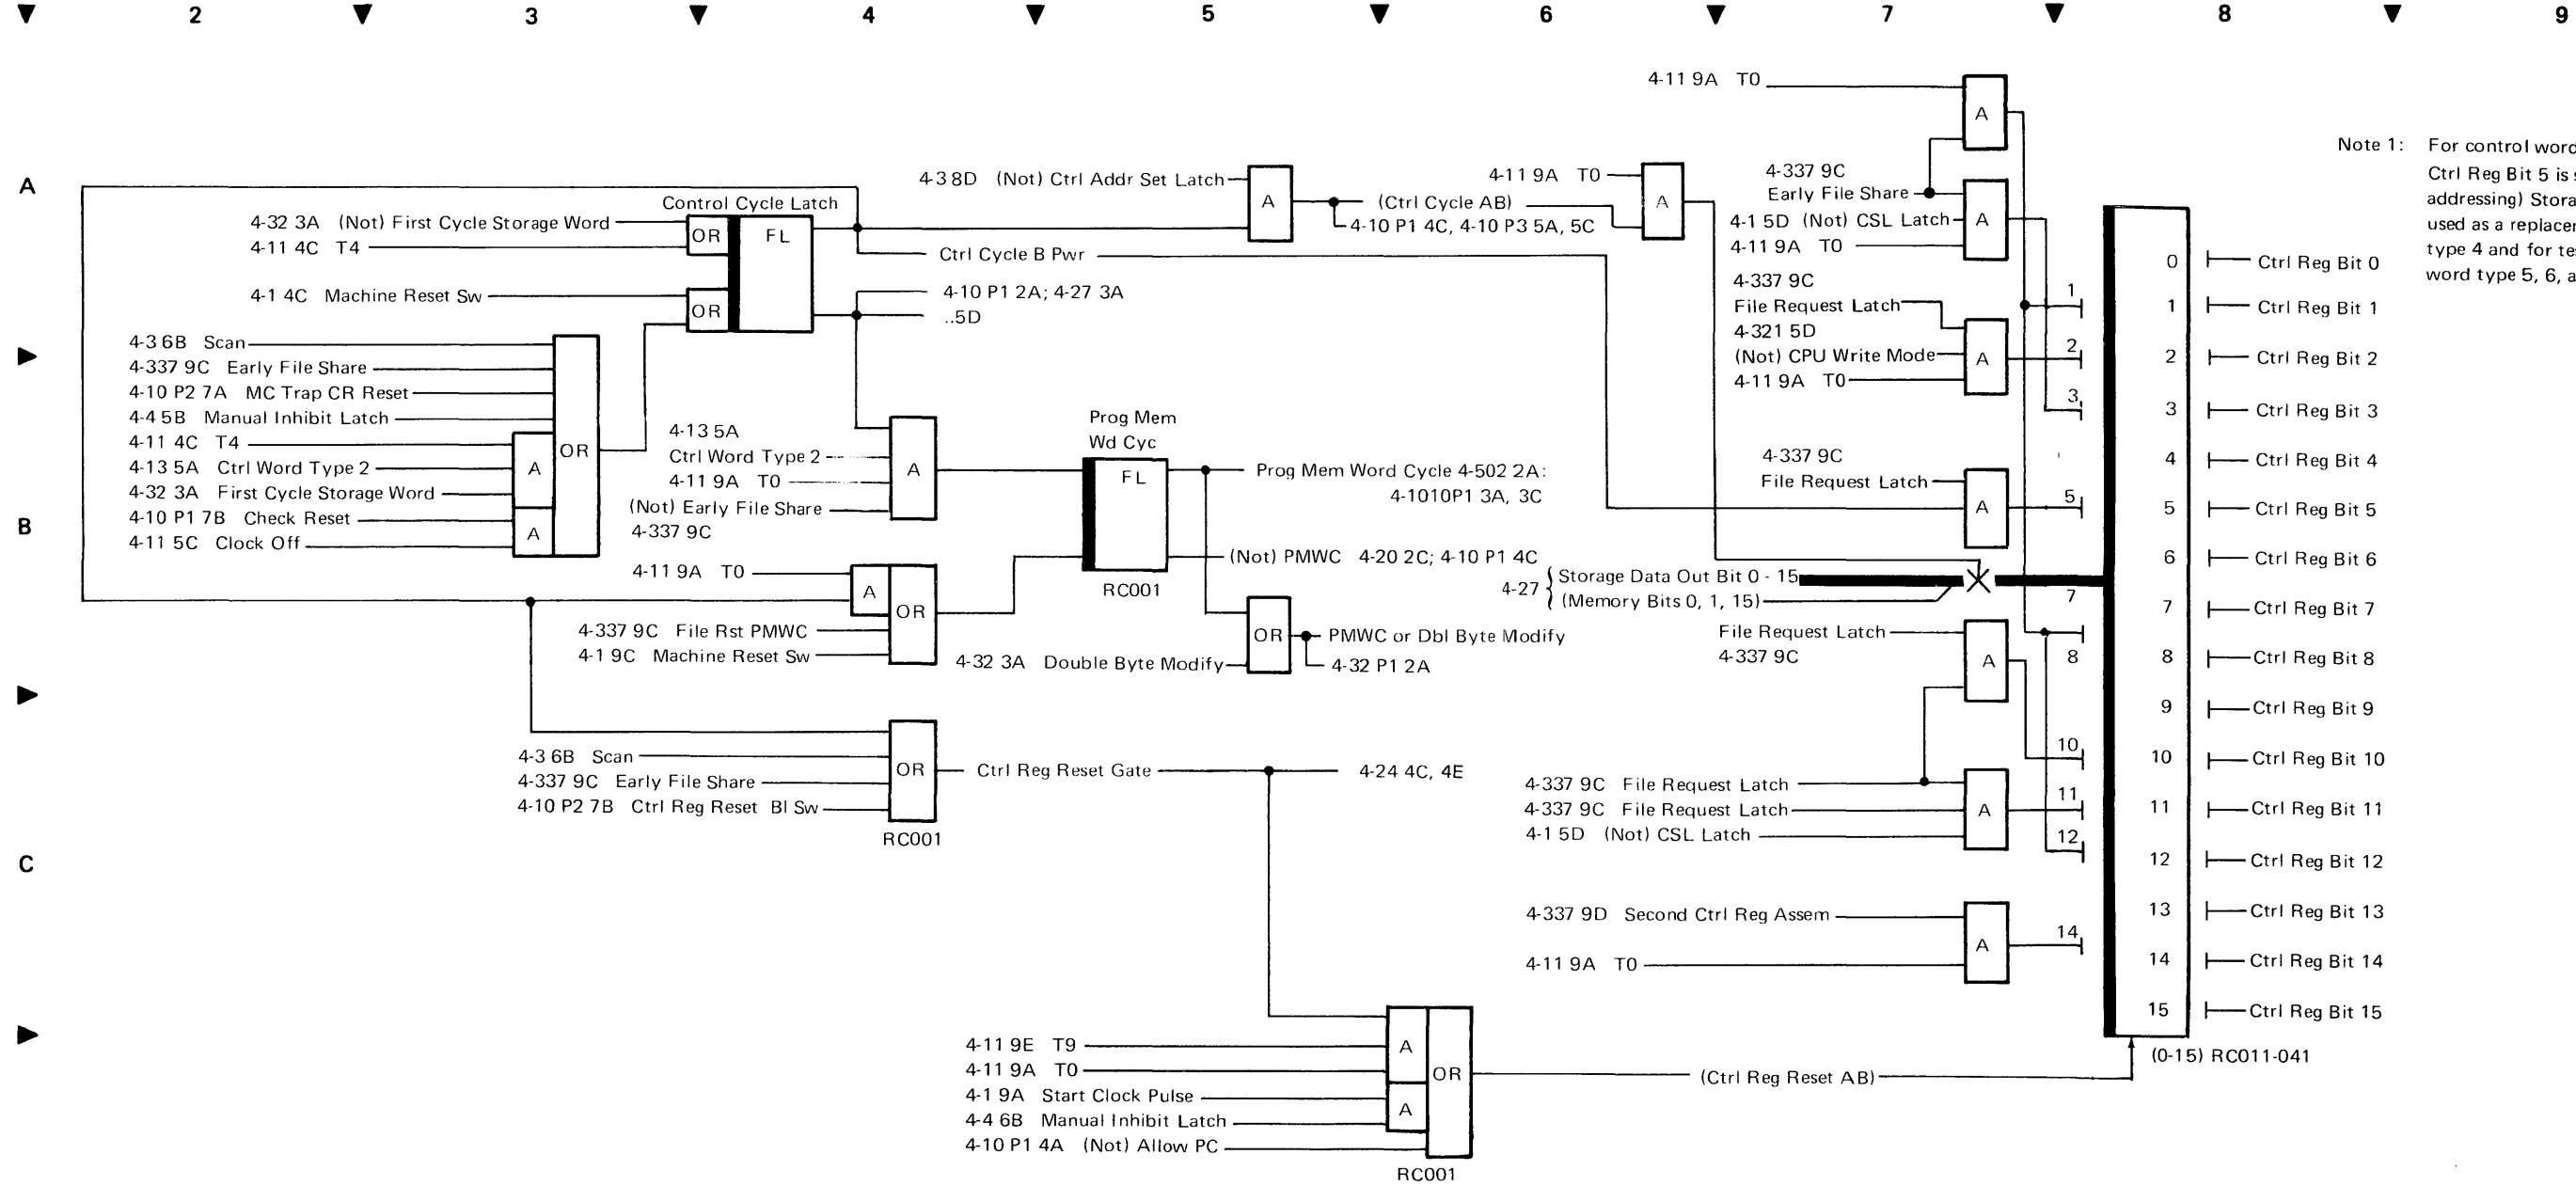 2 3 4 5 6 7 8 9
A
B
C
4-32 3A (Not) First Cycle Storage Word
4-11 4C T4
4-1 4C Machine Reset Sw
Control Cycle Latch
OR
OR
FL
4-3 6B Scan
4-337 9C Early File Share
4-10 P2 7A MC Trap CR Reset
4-4 5B Manual Inhibit Latch
4-11 4C T4
4-13 5A Ctrl Word Type 2
4-32 3A First Cycle Storage Word
4-10 P1 7B Check Reset
4-11 5C Clock Off
A
A
OR
4-3 8D (Not) Ctrl Addr Set Latch
A
(Ctrl Cycle AB)
4-10 P1 4C, 4-10 P3 5A, 5C
Ctrl Cycle B Pwr
4-10 P1 2A; 4-27 3A
..5D
4-11 9A T0
A
4-13 5A
Ctrl Word Type 2
4-11 9A T0
(Not) Early File Share
4-337 9C
A
Prog Mem
Wd Cyc
FL
RC001
Prog Mem Word Cycle 4-502 2A:
4-1010P1 3A, 3C
(Not) PMWC 4-20 2C; 4-10 P1 4C
4-11 9A T0
A
OR
4-337 9C File Rst PMWC
4-1 9C Machine Reset Sw
4-32 3A Double Byte Modify
OR
PMWC or Dbl Byte Modify
4-32 P1 2A
4-3 6B Scan
4-337 9C Early File Share
4-10 P2 7B Ctrl Reg Reset Bl Sw
OR
RC001
Ctrl Reg Reset Gate
4-24 4C, 4E
4-11 9E T9
4-11 9A T0
4-1 9A Start Clock Pulse
4-4 6B Manual Inhibit Latch
4-10 P1 4A (Not) Allow PC
A
A
OR
RC001
(Ctrl Reg Reset AB)
4-11 9A T0
A
4-337 9C
Early File Share
4-1 5D (Not) CSL Latch
4-11 9A T0
A
4-337 9C
File Request Latch
4-321 5D
(Not) CPU Write Mode
4-11 9A T0
A
4-337 9C
File Request Latch
A
4-27
Storage Data Out Bit 0 - 15
(Memory Bits 0, 1, 15)
File Request Latch
4-337 9C
A
4-337 9C File Request Latch
4-337 9C File Request Latch
4-1 5D (Not) CSL Latch
A
4-337 9D Second Ctrl Reg Assem
4-11 9A T0
A
1
2
3
5
7
8
10
11
12
14
0 Ctrl Reg Bit 0
1 Ctrl Reg Bit 1
2 Ctrl Reg Bit 2
3 Ctrl Reg Bit 3
4 Ctrl Reg Bit 4
5 Ctrl Reg Bit 5
6 Ctrl Reg Bit 6
7 Ctrl Reg Bit 7
8 Ctrl Reg Bit 8
9 Ctrl Reg Bit 9
10 Ctrl Reg Bit 10
11 Ctrl Reg Bit 11
12 Ctrl Reg Bit 12
13 Ctrl Reg Bit 13
14 Ctrl Reg Bit 14
15 Ctrl Reg Bit 15
(0-15) RC011-041
Note 1: For control word
Ctrl Reg Bit 5 is
addressing)
used as a
type 4 and for
word type 5, 6,